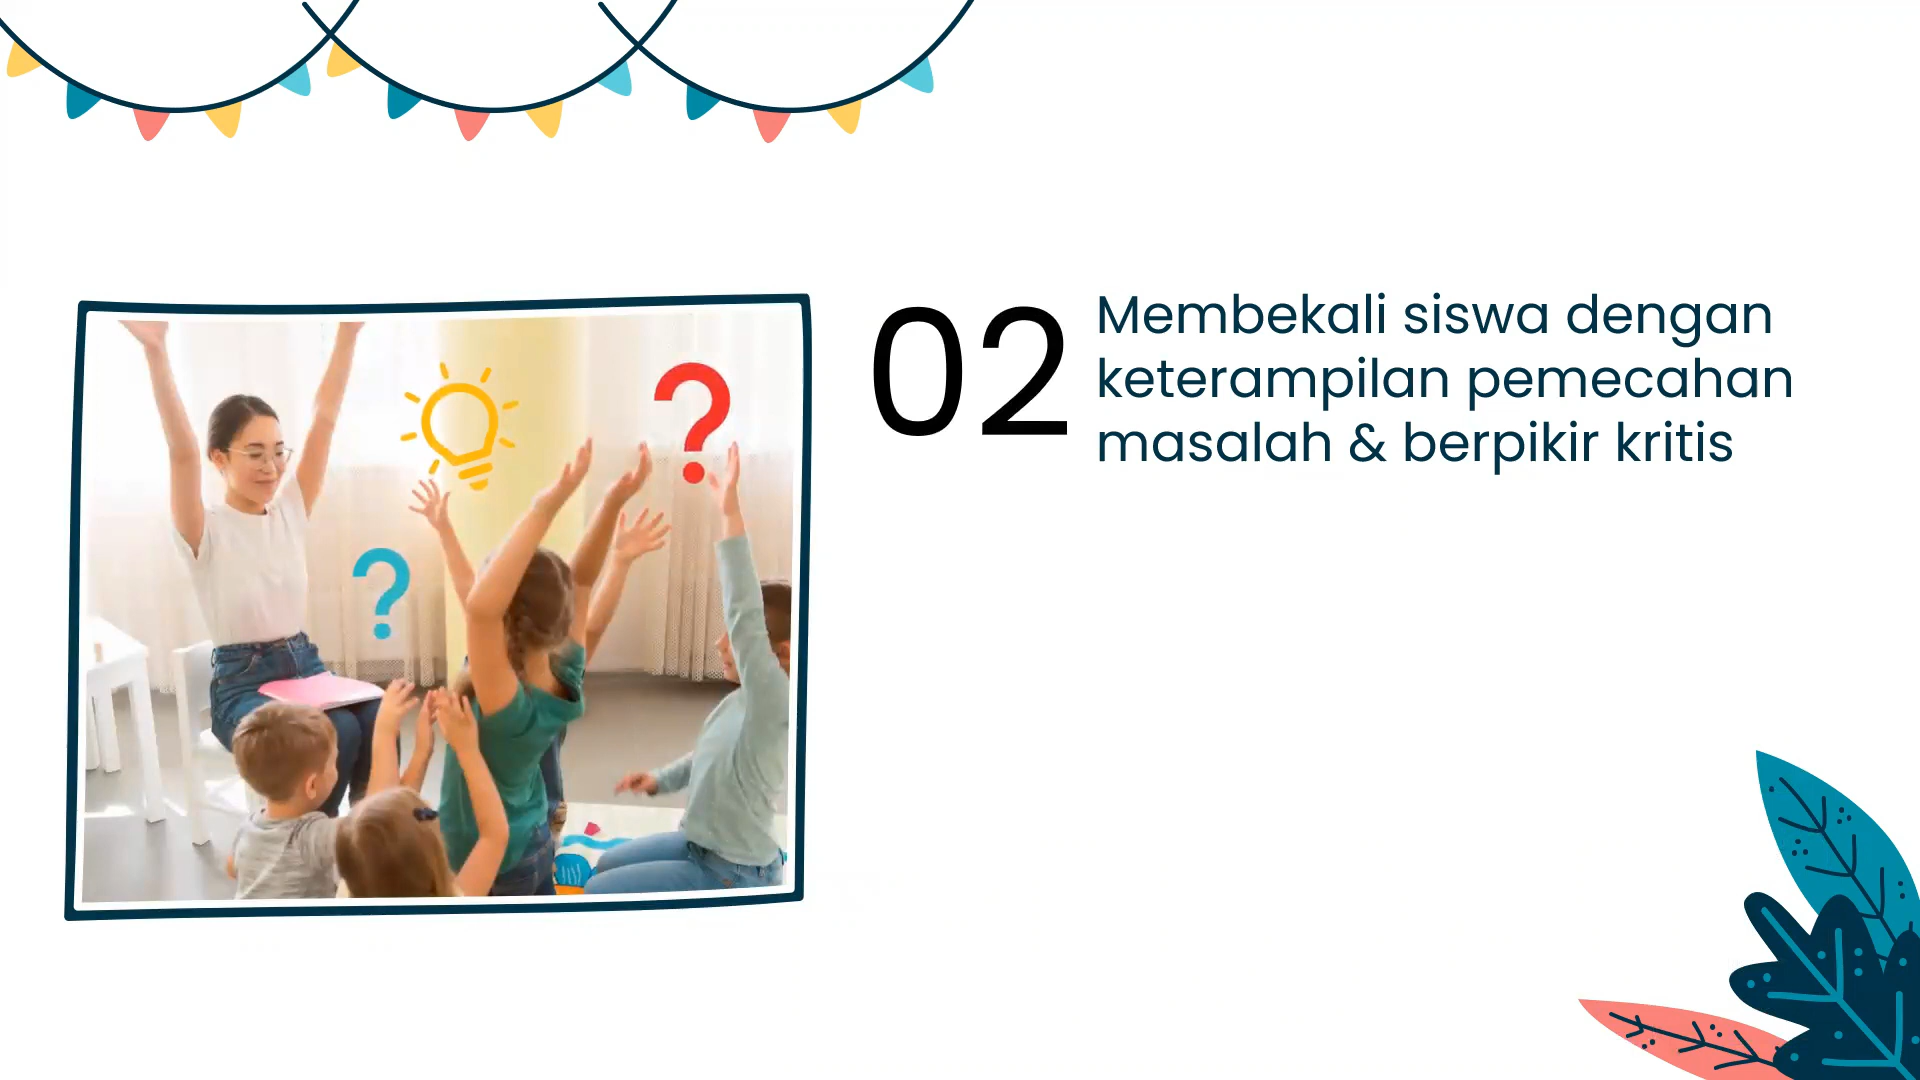 02
Membekali siswa dengan
keterampilan pemecahan
masalah & berpikir kritis